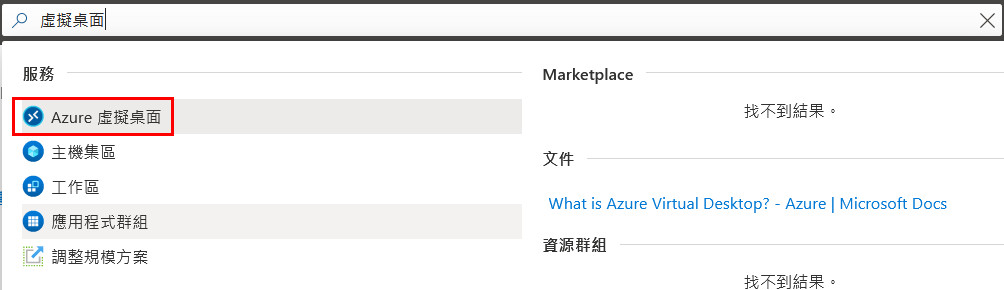 虛擬桌面
服務
Azure 虛擬桌面
主機集區
工作區
應用程式群組
調整規模方案
Marketplace
找不到結果。
文件
What is Azure Virtual Desktop? - Azure | Microsoft Docs
資源群組
找不到結果。